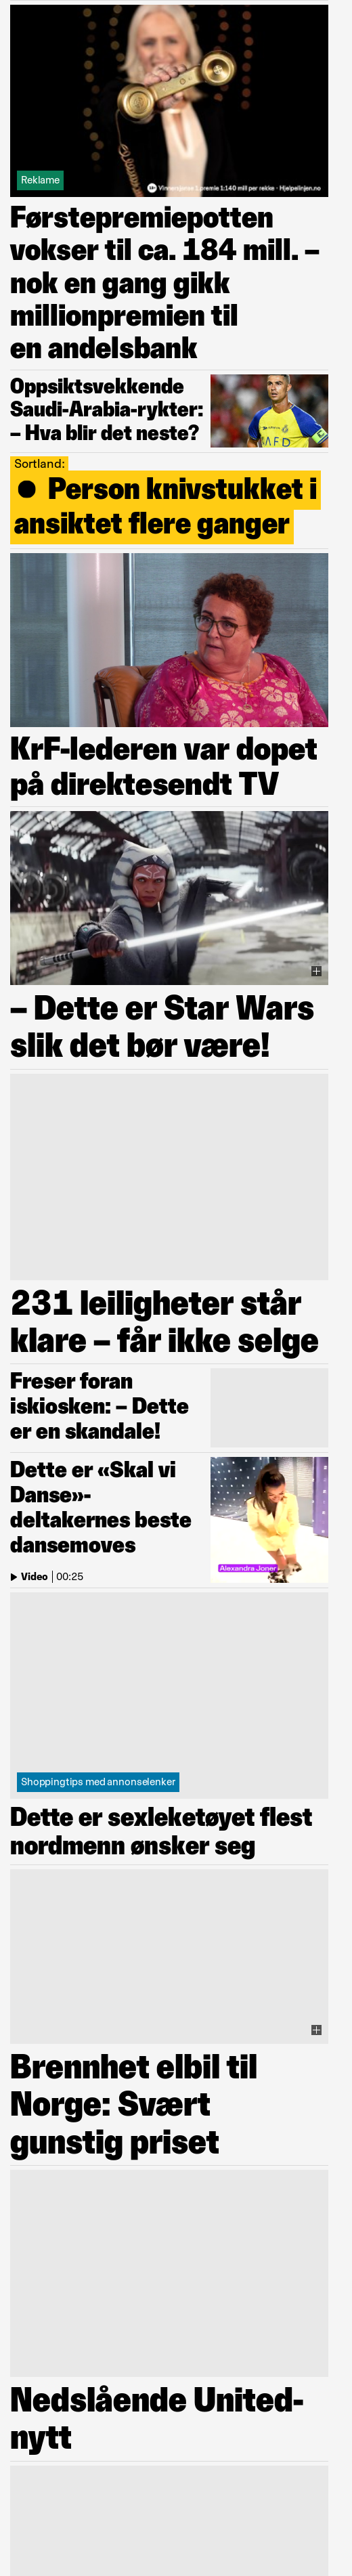 Reklame
Vinnersjanse 1.premie 1:140 mill per rekke - Hjelpelinjen.no
Førstepremiepotten
vokser til ca. 184 mill. –
nok en gang gikk
millionpremien til
en andelsbank
Oppsiktsvekkende
Saudi-Arabia-rykter:
– Hva blir det neste?
Sortland:
● Person knivstukket i
ansiktet flere ganger
KrF-lederen var dopet
på direktesendt TV
– Dette er Star Wars
slik det bør være!
231 leiligheter står
klare – får ikke selge
Freser foran
iskiosken: – Dette
er en skandale!
Dette er «Skal vi
Danse»-
deltakernes beste
dansemoves
Video | 00:25
Alexandra Joner
Shoppingtips med annonselenker
Dette er sexleketøyet flest
nordmenn ønsker seg
Brennhet elbil til
Norge: Svært
gunstig priset
Nedslående United-
nytt